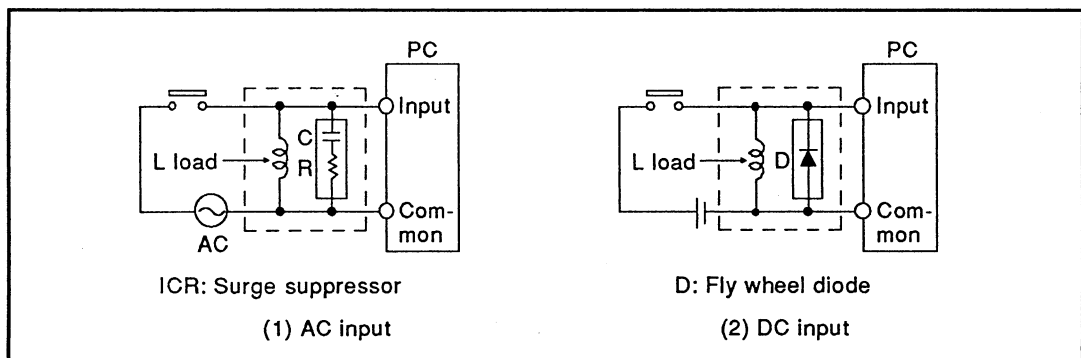 PC
Input
C
R
L load
Com-
mon
AC
ICR: Surge suppressor
(1) AC input
PC
Input
D
L load
Com-
mon
D: Fly wheel diode
(2) DC input